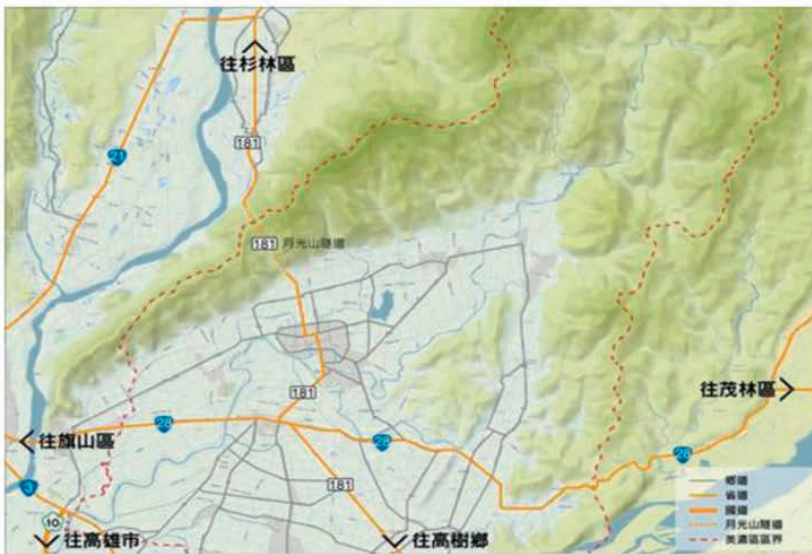 往杉林區
181
21
181 月光山隧道
181
往茂林區
28
往旗山區
28
28
3
181
10
往高雄市
往高樹鄉
鄉道
省道
國道
月光山隧道
美濃區區界